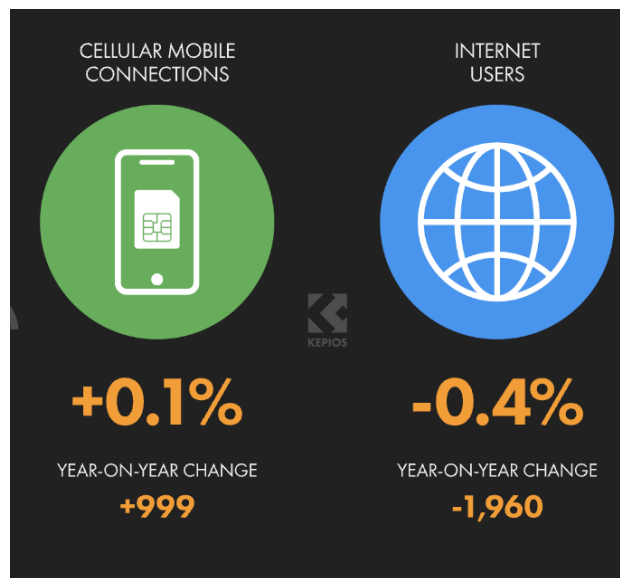 CELLULAR MOBILE
CONNECTIONS
+0.1%
YEAR-ON-YEAR CHANGE
+999
INTERNET
USERS
-0.4%
YEAR-ON-YEAR CHANGE
-1,960
KEPIOS